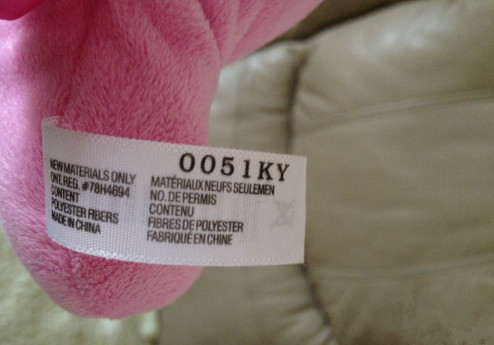 0051KY
NEW MATERIALS ONLY
ONT. REG. #78H4694
CONTENT
POLYESTER FIBERS
MADE IN CHINA
MATÉRIAUX NEUFS SEULEMEN
NO. DE PERMIS
CONTENU
FIBRES DE POLYESTER
FABRIQUÉ EN CHINE